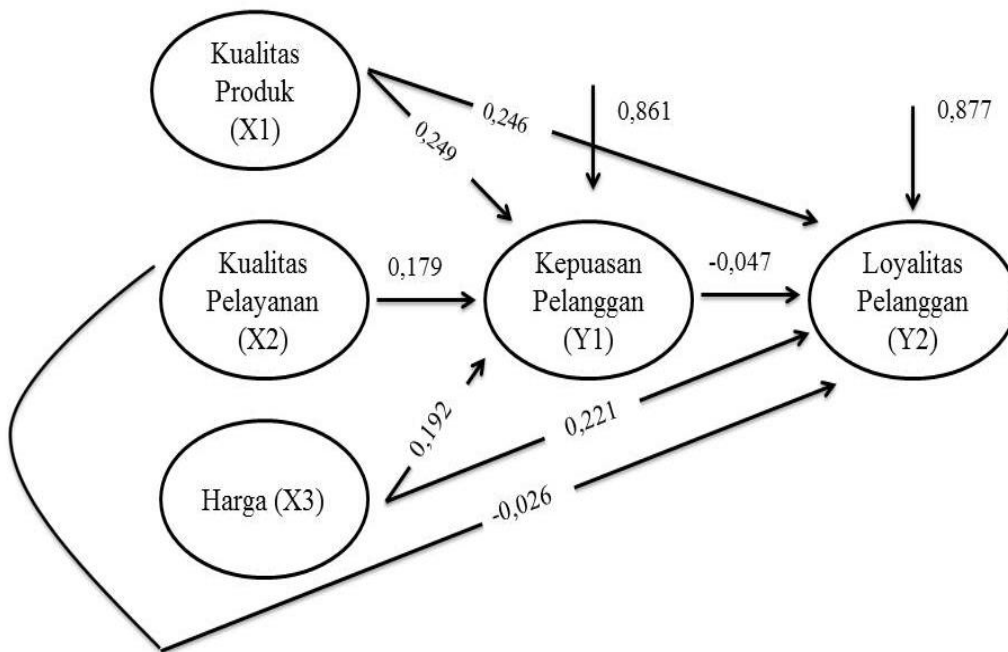 Kualitas
Produk
(X1)
0,246
0,249
0,861
0,877
Kualitas
Pelayanan
(X2)
0,179
Kepuasan
Pelanggan
(Y1)
-0,047
Loyalitas
Pelanggan
(Y2)
Harga (X3)
0,192
0,221
-0,026